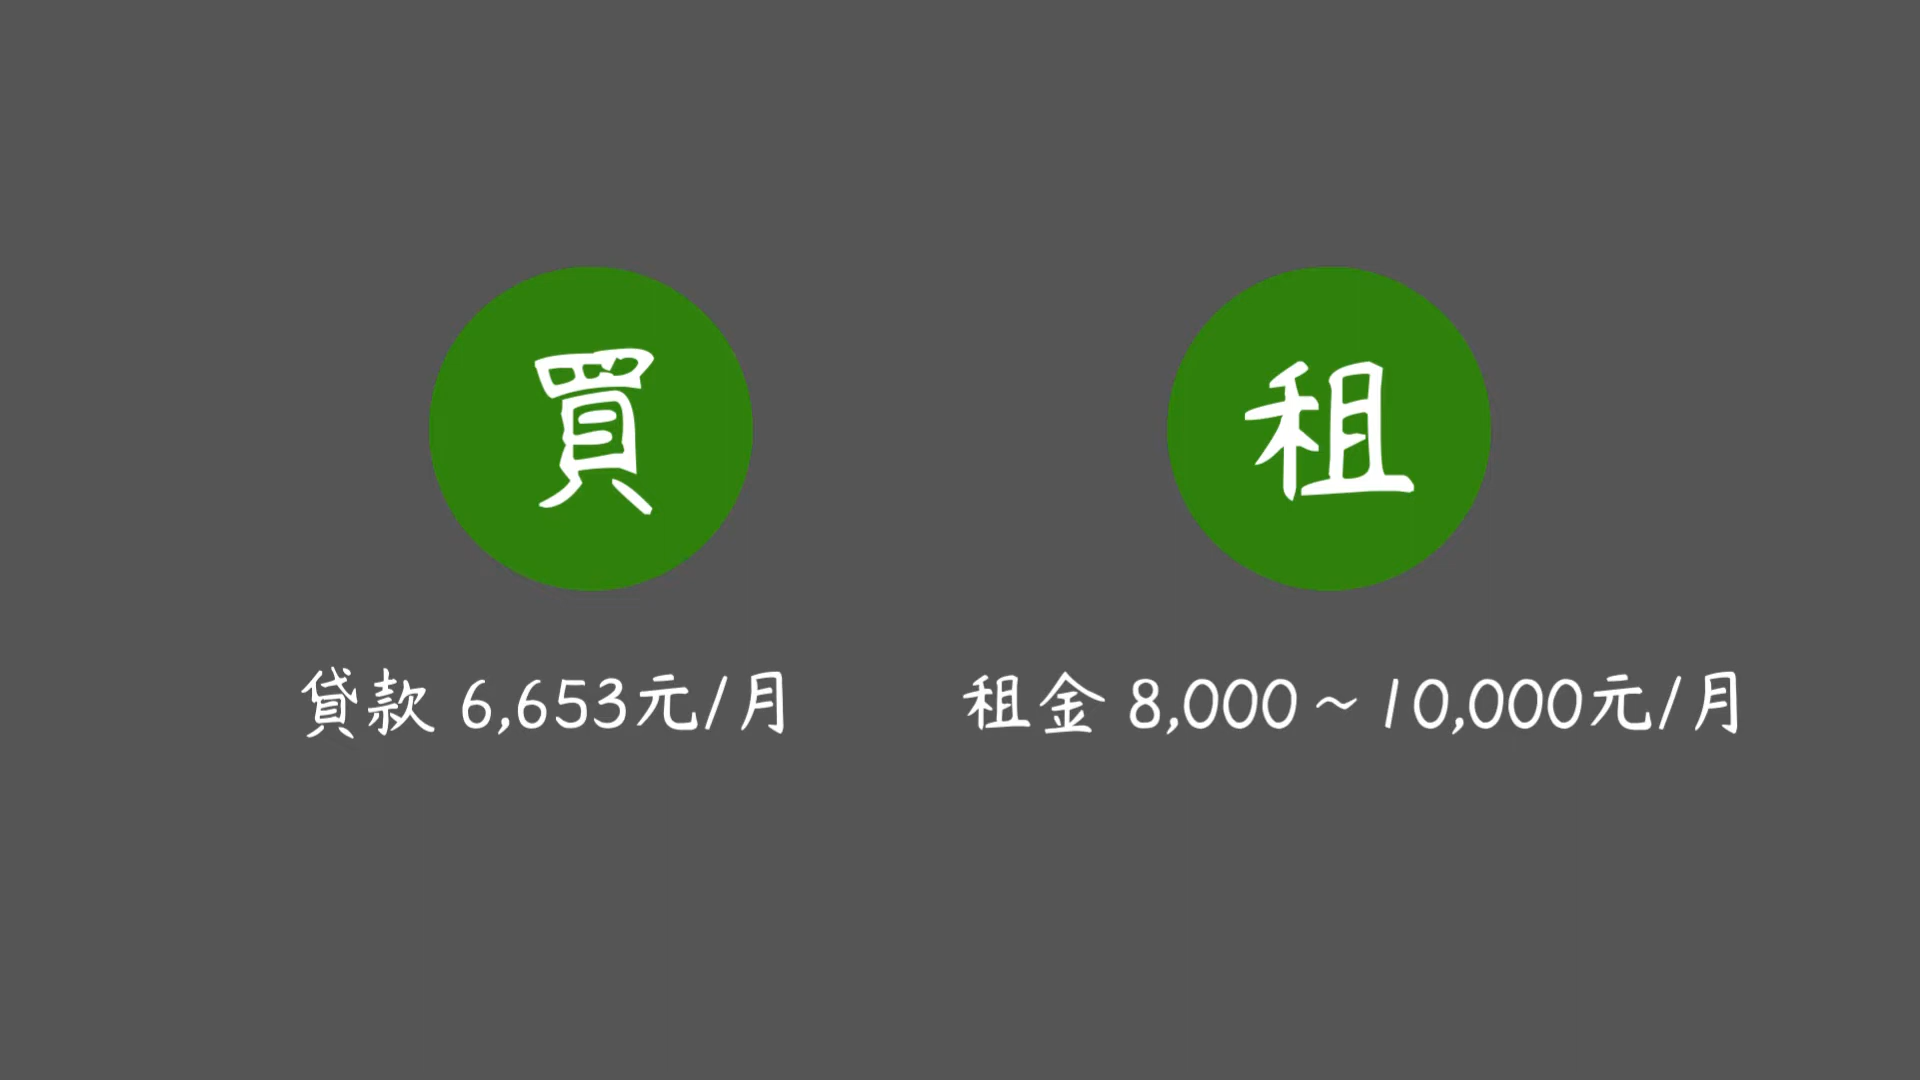 買
租
貸款 6,653元/月
租金 8,000 ~ 10,000元/月